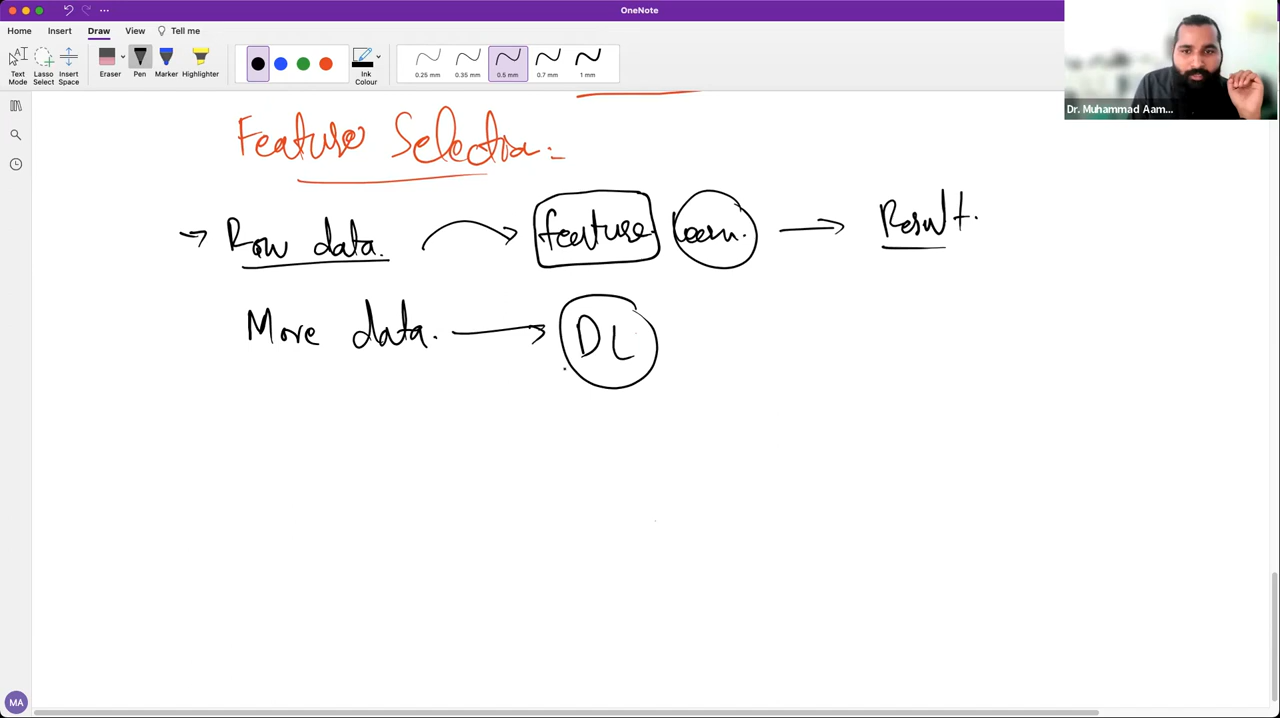 OneNote
Home Insert Draw View Tell me
Text Mode Lasso Select Insert Space Eraser Pen Marker Highlighter Ink Colour 0.25 mm 0.35 mm 0.5 mm 0.7 mm 1 mm
Dr. Muhammad Aam...
Feature Selection:-
Raw data. feature. learn. Result.
More data. DL
MA